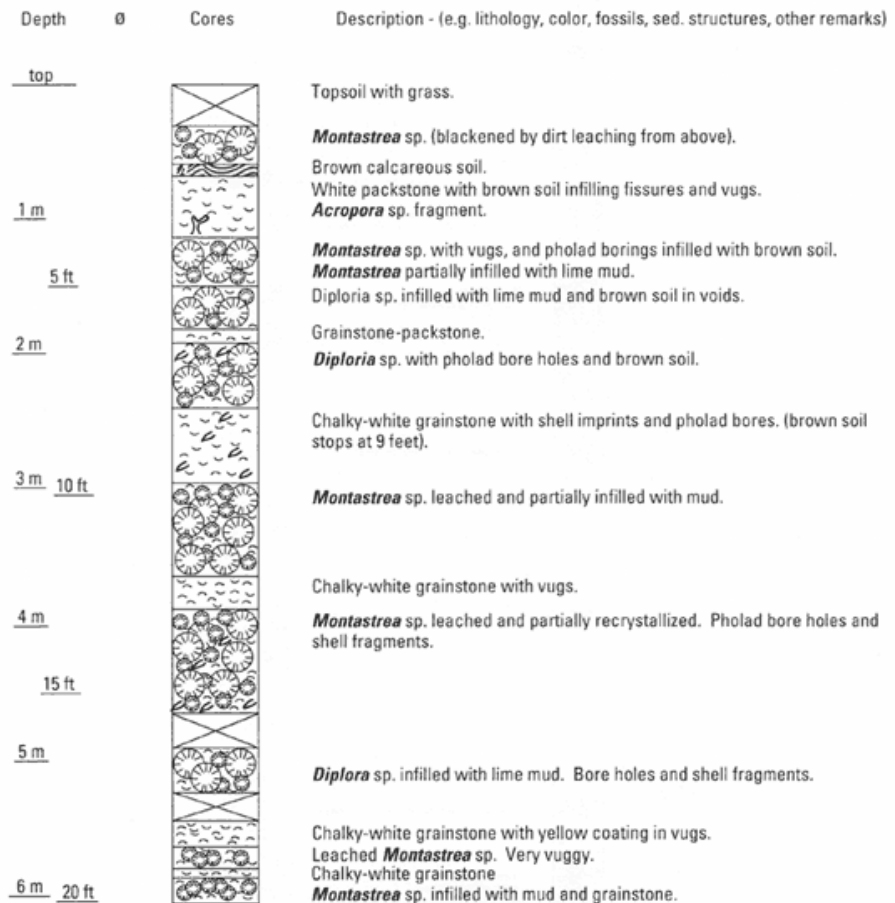 Depth ø Cores Description - (e.g. lithology, color, fossils, sed. structures, other remarks)
top
Topsoil with grass.
Montastrea sp. (blackened by dirt leaching from above).
Brown calcareous soil.
White packstone with brown soil infilling fissures and vugs.
1 m Acropora sp. fragment.
Montastrea sp. with vugs, and pholad borings infilled with brown soil.
5 ft Montastrea partially infilled with lime mud.
Diploria sp. infilled with lime mud and brown soil in voids.
Grainstone-packstone.
2 m
Diploria sp. with pholad bore holes and brown soil.
Chalky-white grainstone with shell imprints and pholad bores. (brown soil
stops at 9 feet).
3 m 10 ft Montastrea sp. leached and partially infilled with mud.
Chalky-white grainstone with vugs.
4 m Montastrea sp. leached and partially recrystallized. Pholad bore holes and
shell fragments.
15 ft
5 m
Diplora sp. infilled with lime mud. Bore holes and shell fragments.
Chalky-white grainstone with yellow coating in vugs.
Leached Montastrea sp. Very vuggy.
Chalky-white grainstone
6 m 20 ft Montastrea sp. infilled with mud and grainstone.